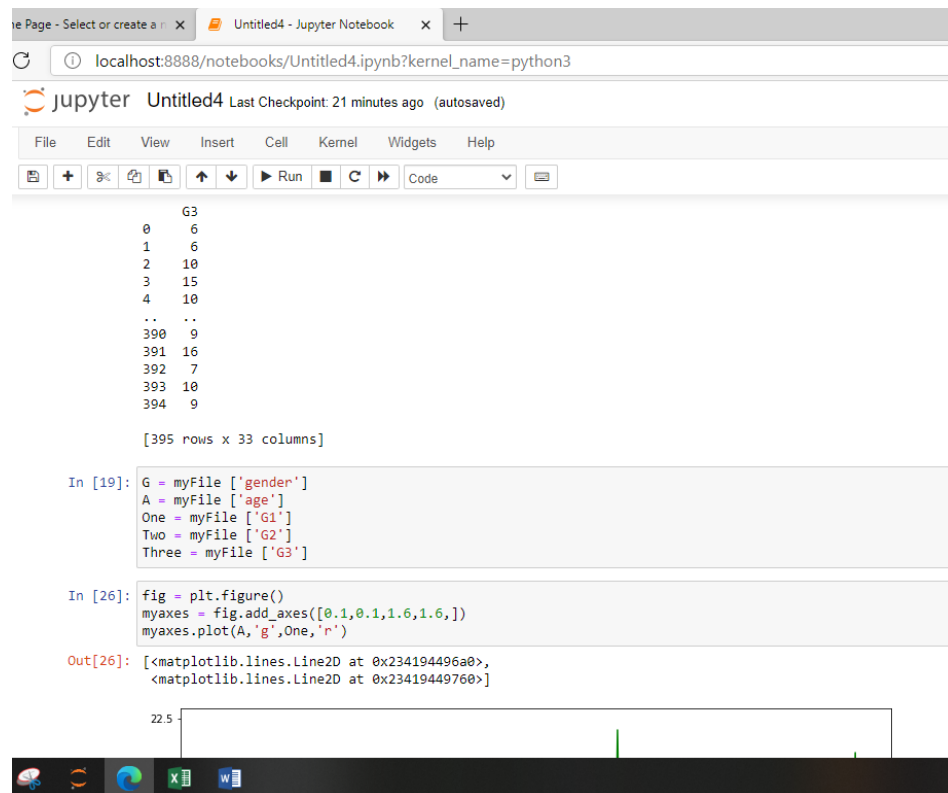 ne Page - Select or create a n
Untitled4 - Jupyter Notebook
localhost:8888/notebooks/Untitled4.ipynb?kernel_name=python3
jupyter Untitled4 Last Checkpoint: 21 minutes ago (autosaved)
File Edit View Insert Cell Kernel Widgets Help
Run Code
G3
0 6
1 6
2 10
3 15
4 10
.. ..
390 9
391 16
392 7
393 10
394 9
[395 rows x 33 columns]
In [19]: G = myFile ['gender']
A = myFile ['age']
One = myFile ['G1']
Two = myFile ['G2']
Three = myFile ['G3']
In [26]: fig = plt.figure()
myaxes = fig.add_axes([0.1,0.1,1.6,1.6,])
myaxes.plot(A,'g',One,'r')
Out[26]: [<matplotlib.lines.Line2D at 0x234194496a0>,
<matplotlib.lines.Line2D at 0x23419449760>]
22.5